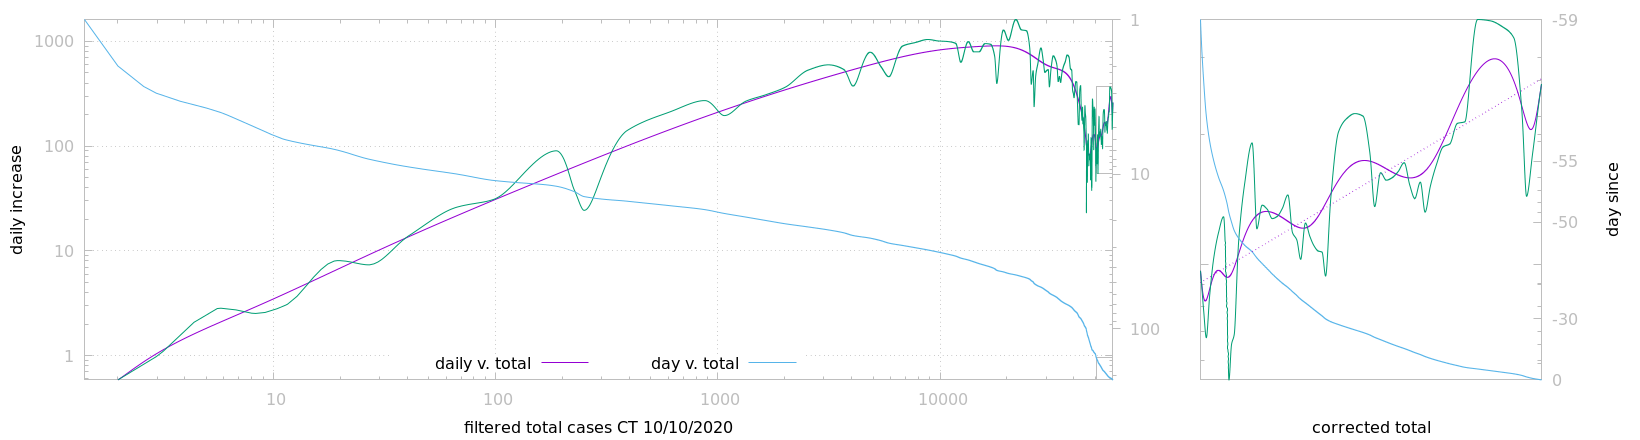 1000
100
10
1
daily increase
10
100
1000
10000
filtered total cases CT 10/10/2020
daily v. total
day v. total
1
10
100
-59
-55
-50
-30
0
day since
corrected total